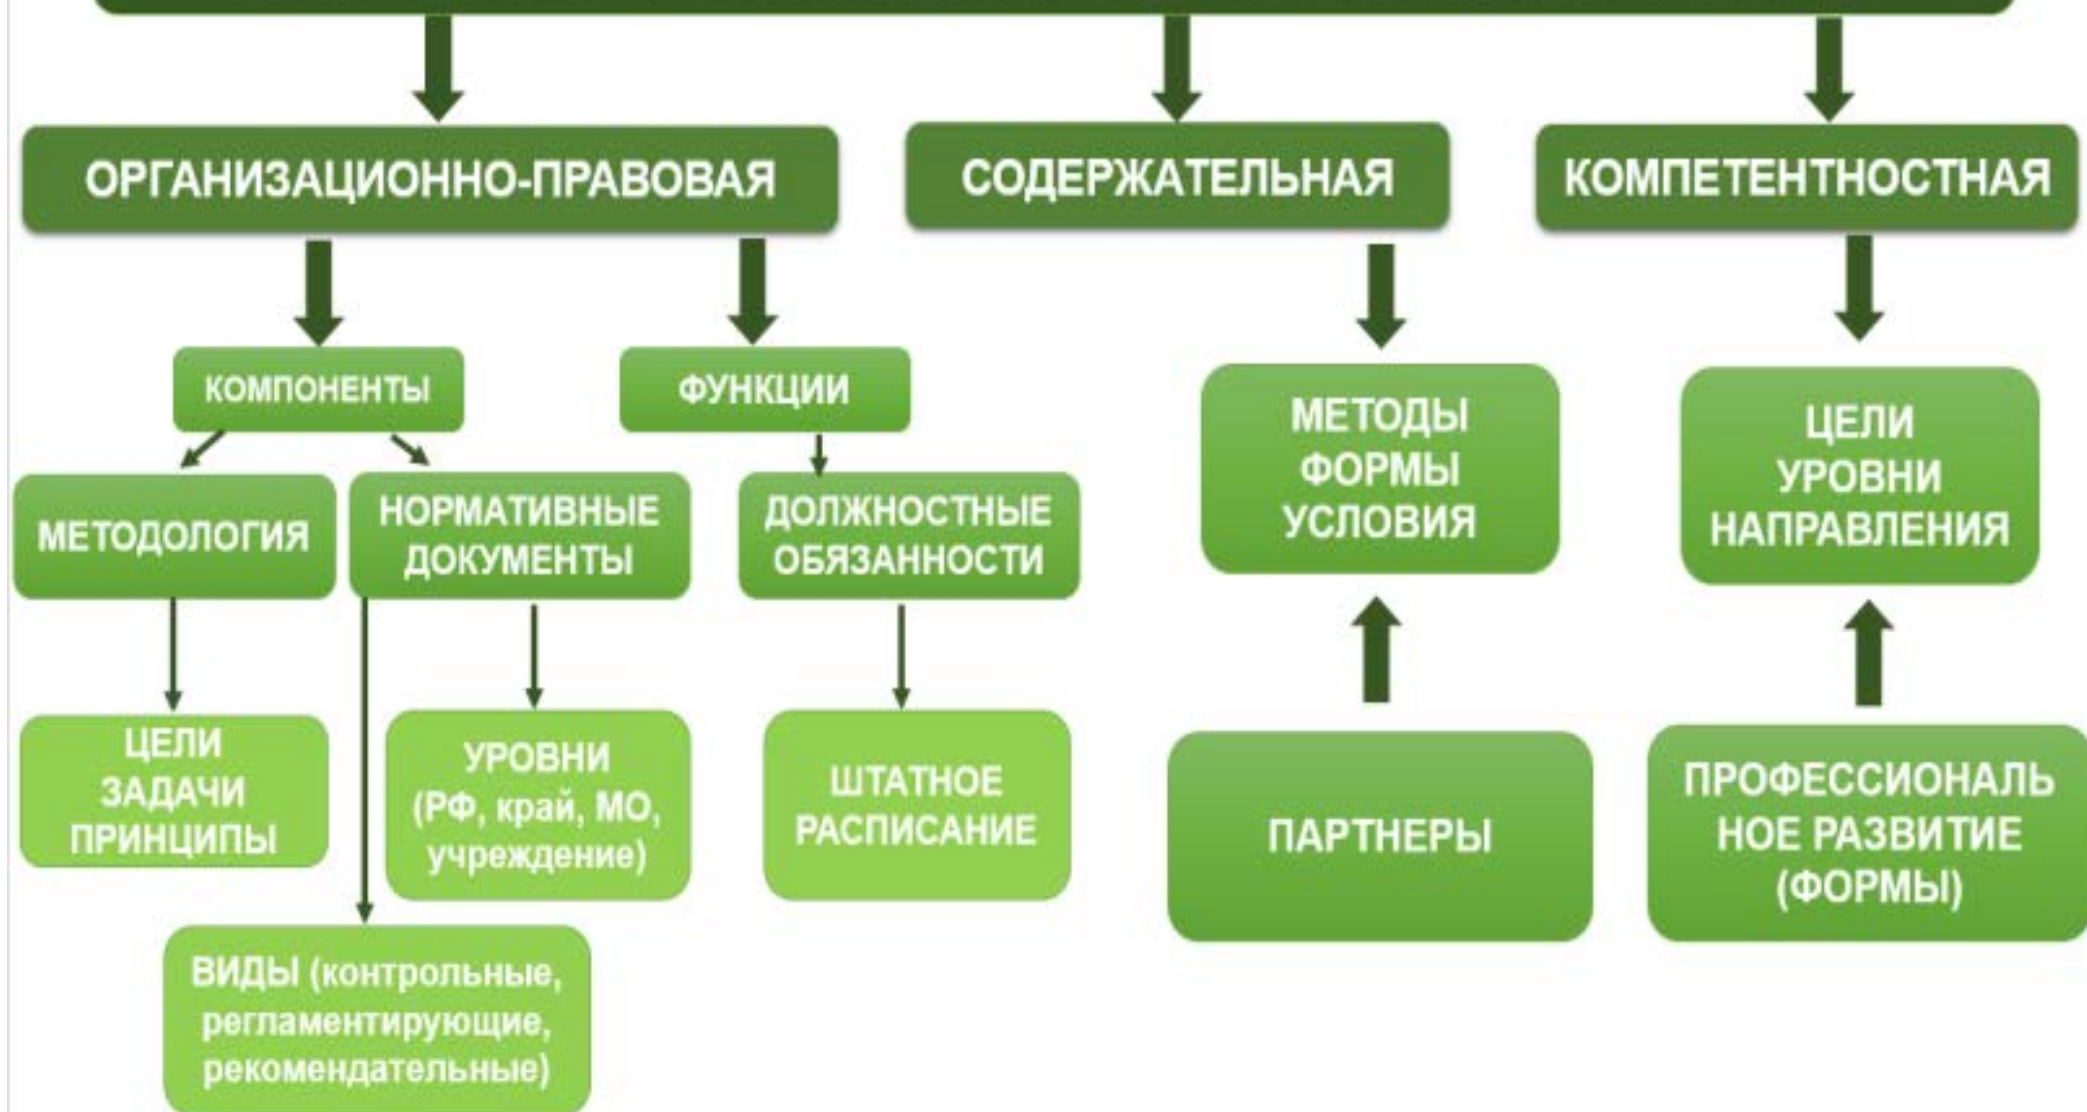 ОРГАНИЗАЦИОННО-ПРАВОВАЯ
СОДЕРЖАТЕЛЬНАЯ
КОМПЕТЕНТНОСТНАЯ
КОМПОНЕНТЫ
ФУНКЦИИ
МЕТОДЫ
ФОРМЫ
УСЛОВИЯ
ЦЕЛИ
УРОВНИ
НАПРАВЛЕНИЯ
МЕТОДОЛОГИЯ
НОРМАТИВНЫЕ
ДОКУМЕНТЫ
ДОЛЖНОСТНЫЕ
ОБЯЗАННОСТИ
ЦЕЛИ
ЗАДАЧИ
ПРИНЦИПЫ
УРОВНИ
(РФ, край, МО,
учреждение)
ШТАТНОЕ
РАСПИСАНИЕ
ПАРТНЕРЫ
ПРОФЕССИОНАЛЬ
НОЕ РАЗВИТИЕ
(ФОРМЫ)
ВИДЫ (контрольные,
регламентирующие,
рекомендательные)